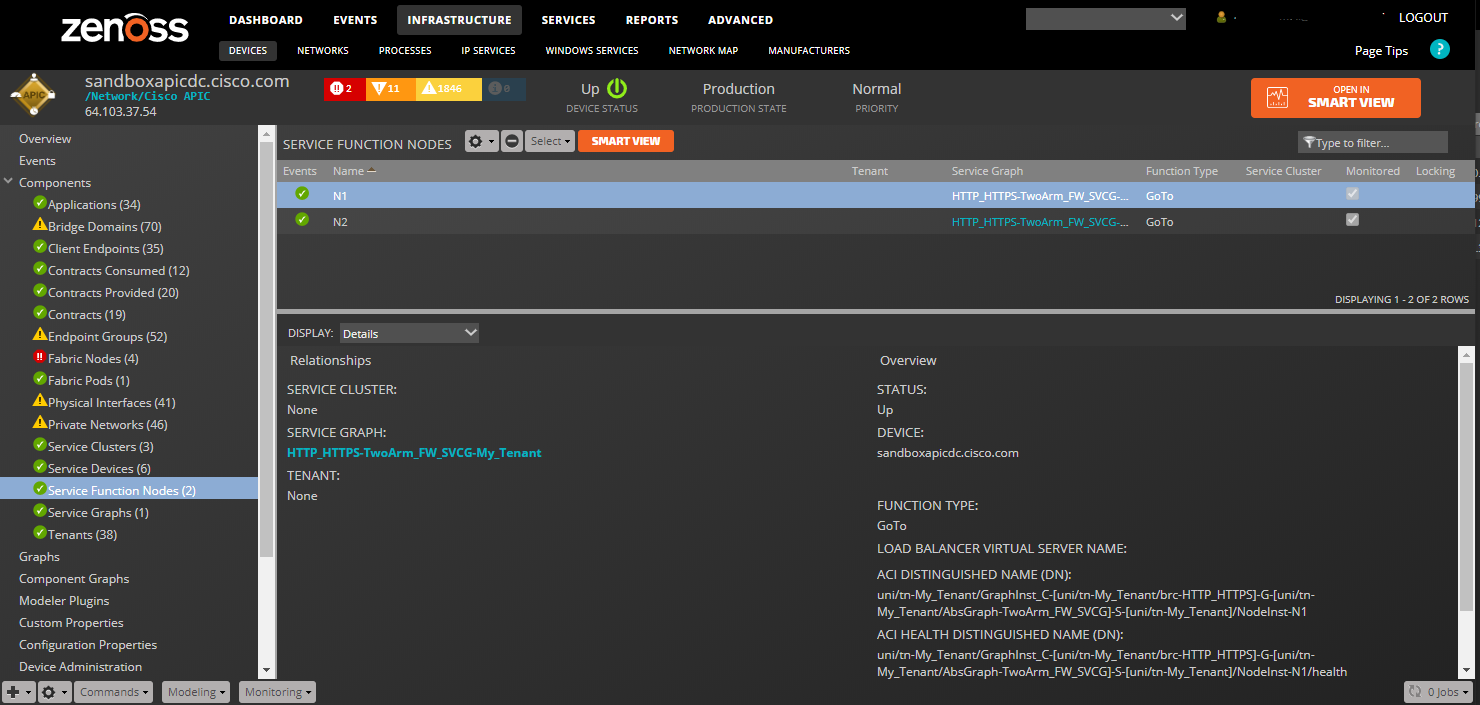 zenoss
DASHBOARD EVENTS INFRASTRUCTURE SERVICES REPORTS ADVANCED
LOGOUT
DEVICES NETWORKS PROCESSES IP SERVICES WINDOWS SERVICES NETWORK MAP MANUFACTURERS
Page Tips ?
APIC
sandboxapicdc.cisco.com
/Network/Cisco APIC
64.103.37.54
2 11 1846 0
Up
DEVICE STATUS
Production
PRODUCTION STATE
Normal
PRIORITY
OPEN IN
SMART VIEW
Overview
Events
Components
Applications (34)
Bridge Domains (70)
Client Endpoints (35)
Contracts Consumed (12)
Contracts Provided (20)
Contracts (19)
Endpoint Groups (52)
Fabric Nodes (4)
Fabric Pods (1)
Physical Interfaces (41)
Private Networks (46)
Service Clusters (3)
Service Devices (6)
Service Function Nodes (2)
Service Graphs (1)
Tenants (38)
Graphs
Component Graphs
Modeler Plugins
Custom Properties
Configuration Properties
Device Administration
SERVICE FUNCTION NODES Select SMART VIEW Type to filter...
Events Name Tenant Service Graph Function Type Service Cluster Monitored Locking
N1 HTTP_HTTPS-TwoArm_FW_SVCG-... GoTo
N2 HTTP_HTTPS-TwoArm_FW_SVCG-... GoTo
DISPLAYING 1 - 2 OF 2 ROWS
DISPLAY: Details
Relationships
SERVICE CLUSTER:
None
SERVICE GRAPH:
HTTP_HTTPS-TwoArm_FW_SVCG-My_Tenant
TENANT:
None
Overview
STATUS:
Up
DEVICE:
sandboxapicdc.cisco.com
FUNCTION TYPE:
GoTo
LOAD BALANCER VIRTUAL SERVER NAME:
ACI DISTINGUISHED NAME (DN):
uni/tn-My_Tenant/GraphInst_C-[uni/tn-My_Tenant/brc-HTTP_HTTPS]-G-[uni/tn-
My_Tenant/AbsGraph-TwoArm_FW_SVCG]-S-[uni/tn-My_Tenant]/NodeInst-N1
ACI HEALTH DISTINGUISHED NAME (DN):
uni/tn-My_Tenant/GraphInst_C-[uni/tn-My_Tenant/brc-HTTP_HTTPS]-G-[uni/tn-
My_Tenant/AbsGraph-TwoArm_FW_SVCG]-S-[uni/tn-My_Tenant]/NodeInst-N1/health
Commands Modeling Monitoring 0 Jobs